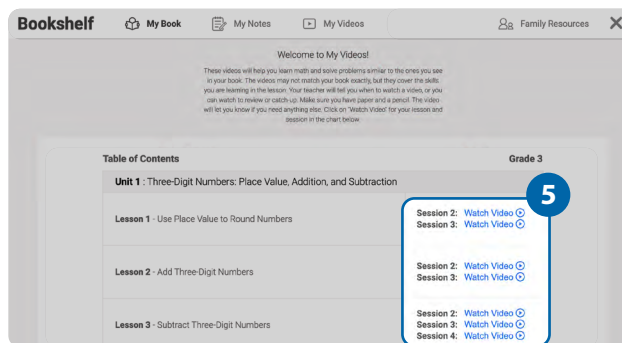 Bookshelf My Book My Notes My Videos Family Resources
Welcome to My Videos!
These videos will help you learn math and solve problems similar to the ones you see
in your book. The videos may not match your book exactly, but they cover the skills
you are learning in the lesson. Your teacher will tell you when to watch a video, or you
can watch to review or catch up. Make sure you have paper and a pencil. The video
will let you know if you need anything else. Click on "Watch Video" for your lesson and
session in the chart below.
Table of Contents Grade 3
Unit 1 : Three-Digit Numbers: Place Value, Addition, and Subtraction
5
Lesson 1 - Use Place Value to Round Numbers
Session 2: Watch Video
Session 3: Watch Video
Lesson 2 - Add Three-Digit Numbers
Session 2: Watch Video
Session 3: Watch Video
Lesson 3 - Subtract Three-Digit Numbers
Session 2: Watch Video
Session 3: Watch Video
Session 4: Watch Video